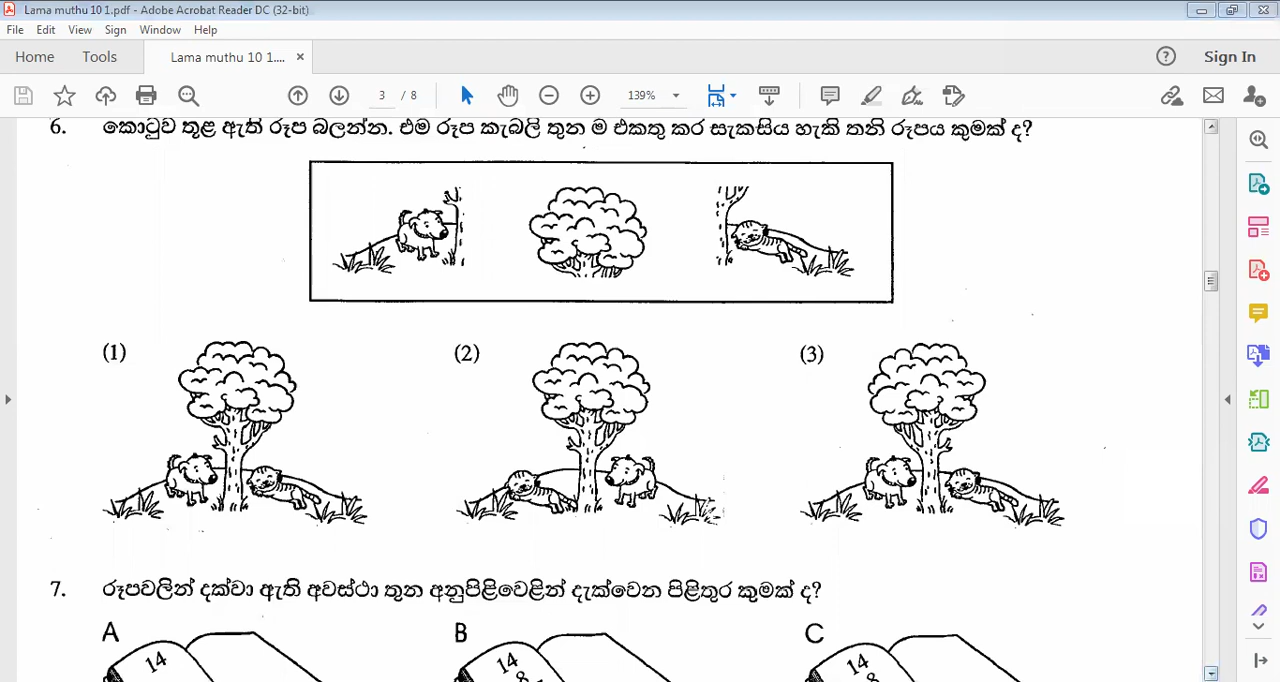 Lama muthu 10 1.pdf - Adobe Acrobat Reader DC (32-bit)
File Edit View Sign Window Help
Home Tools Lama muthu 10 1.... × Sign In
3 / 8 139%
6. කොටුව තුළ ඇති රූප බලන්න. එම රූප කැබලි තුන ම එකතු කර සැකසිය හැකි තනි රූපය කුමක් ද?
(1) (2) (3)
7. රූපවලින් දක්වා ඇති අවස්ථා තුන අනුපිළිවෙළින් දැක්වෙන පිළිතුර කුමක් ද?
A B C
14 14 14
8 8